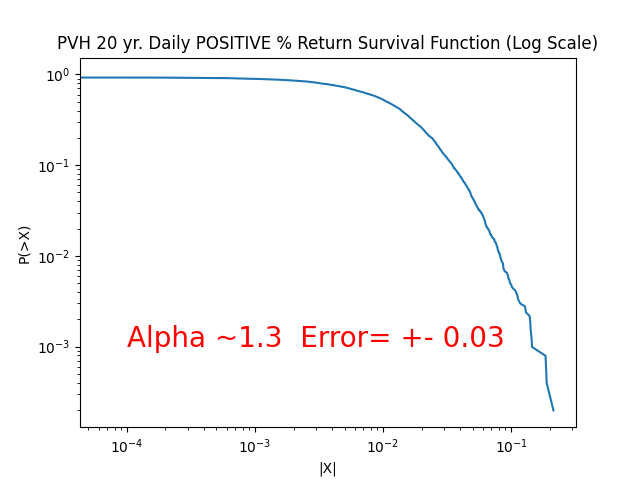 PVH 20 yr. Daily POSITIVE % Return Survival Function (Log Scale)
10⁰
10⁻¹
10⁻²
10⁻³
P(>X)
Alpha ~1.3  Error= +- 0.03
10⁻⁴
10⁻³
10⁻²
10⁻¹
|X|